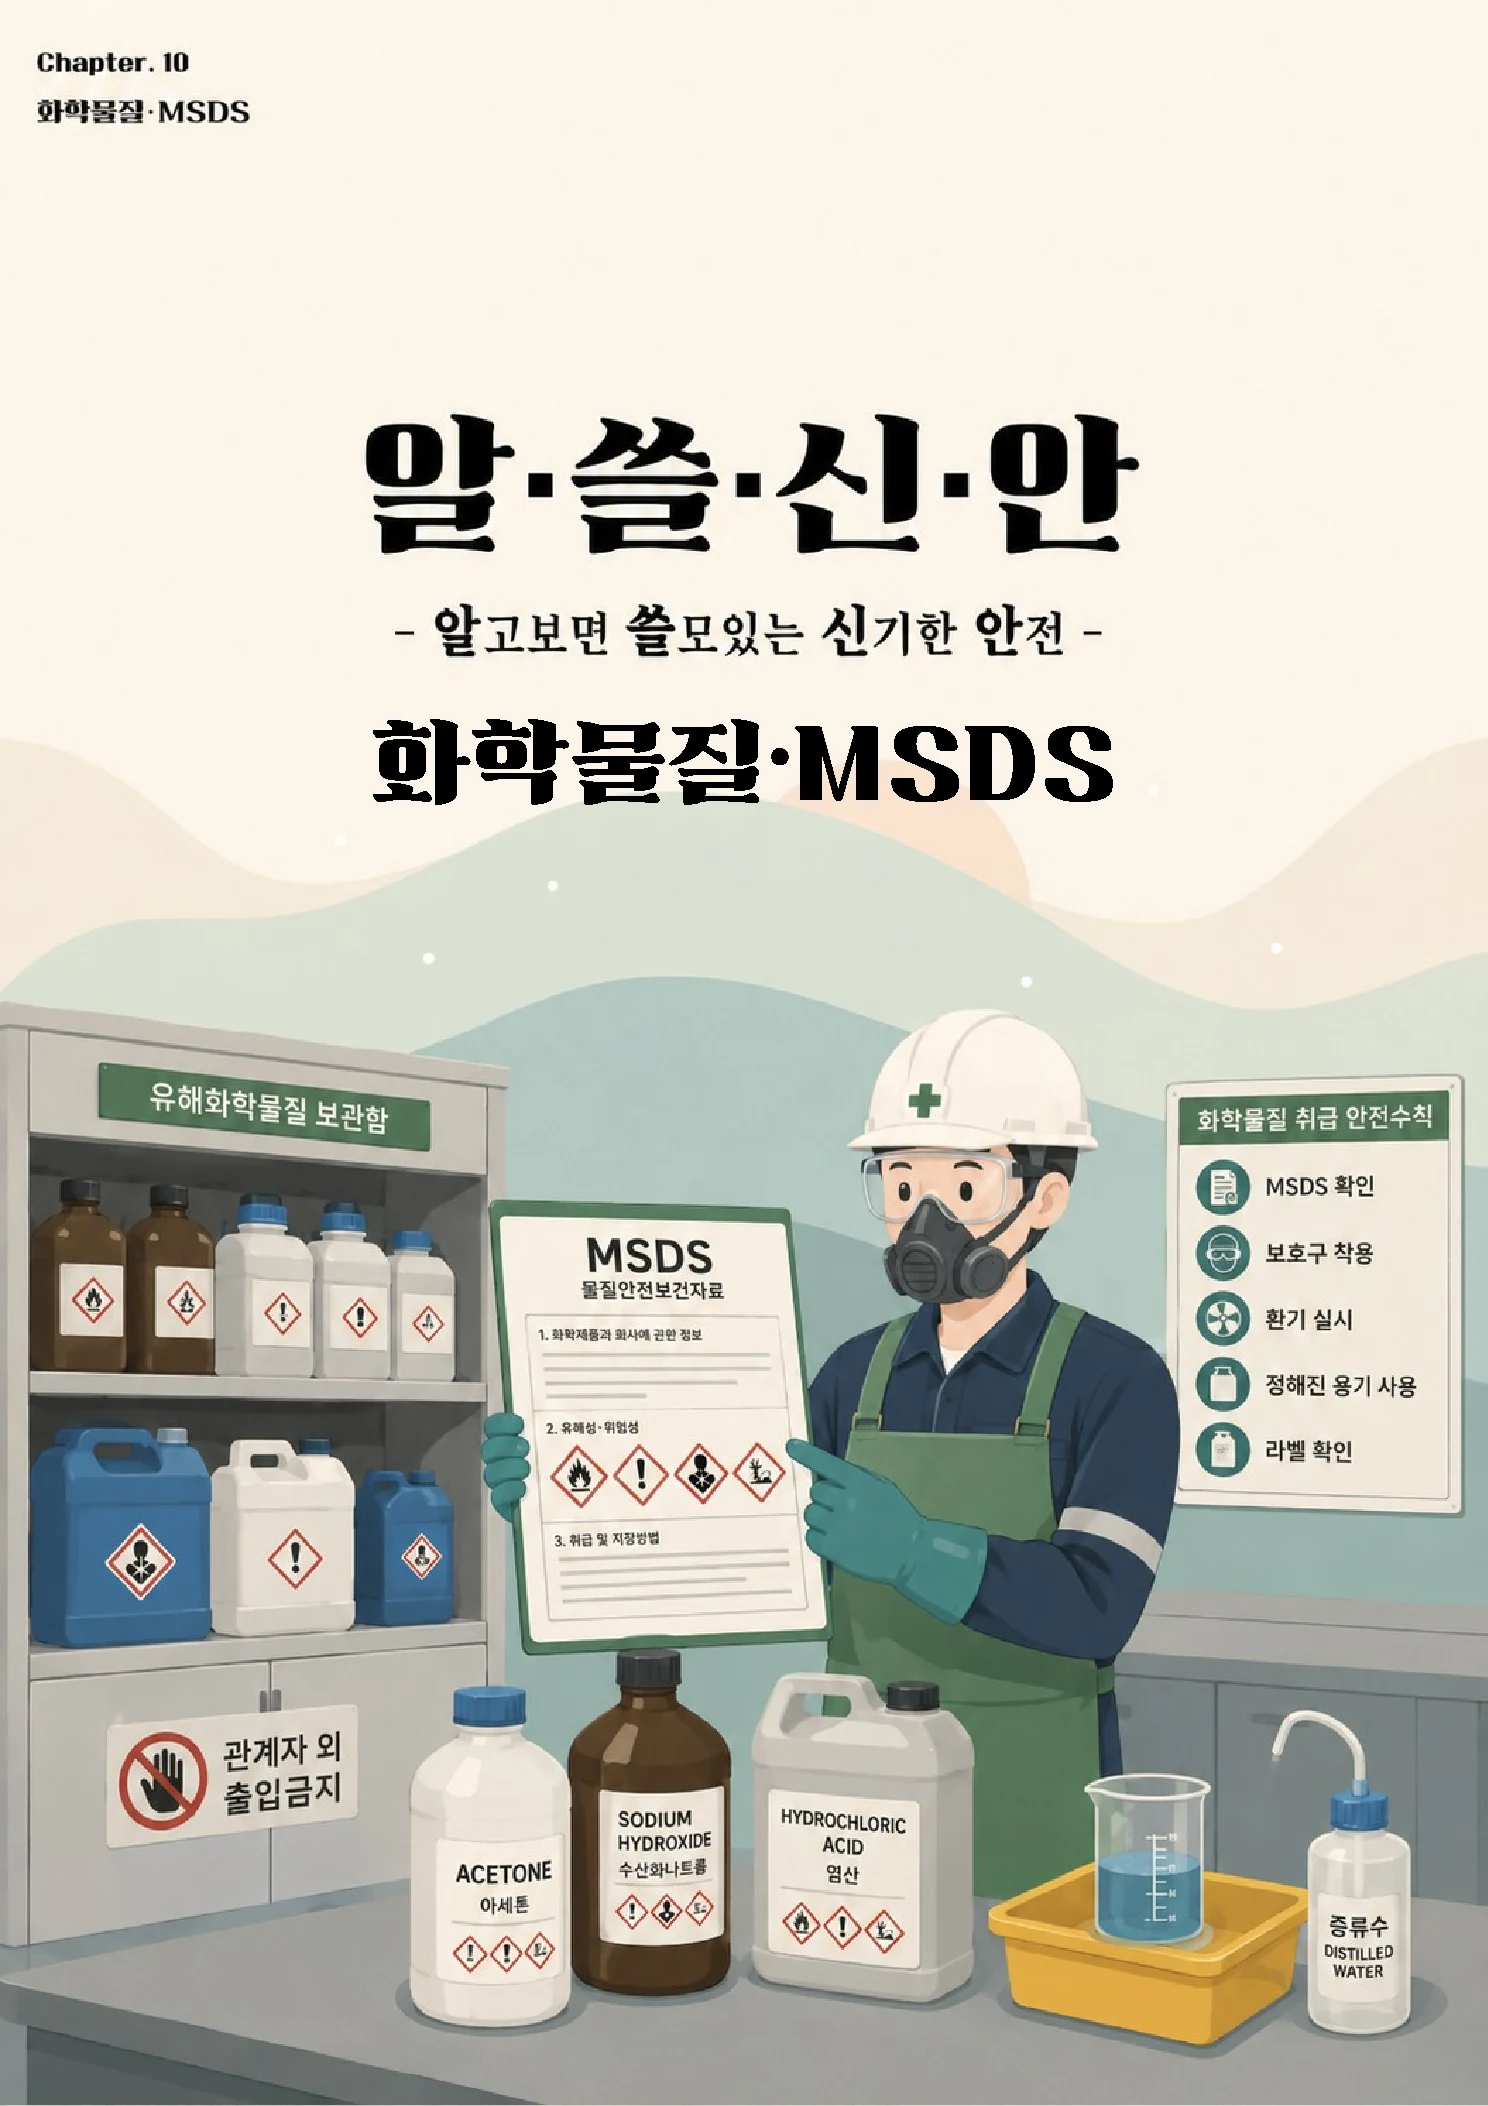 Chapter. 10
화학물질·MSDS
알·쓸·신·안
- 알고보면 쓸모있는 신기한 안전 -
화학물질·MSDS
유해화학물질 보관함
화학물질 취급 안전수칙
MSDS 확인
보호구 착용
환기 실시
정해진 용기 사용
라벨 확인
MSDS
물질안전보건자료
1. 화학제품과 회사에 관한 정보
2. 유해성·위험성
3. 취급 및 저장방법
관계자 외
출입금지
ACETONE
아세톤
SODIUM
HYDROXIDE
수산화나트륨
HYDROCHLORIC
ACID
염산
증류수
DISTILLED
WATER